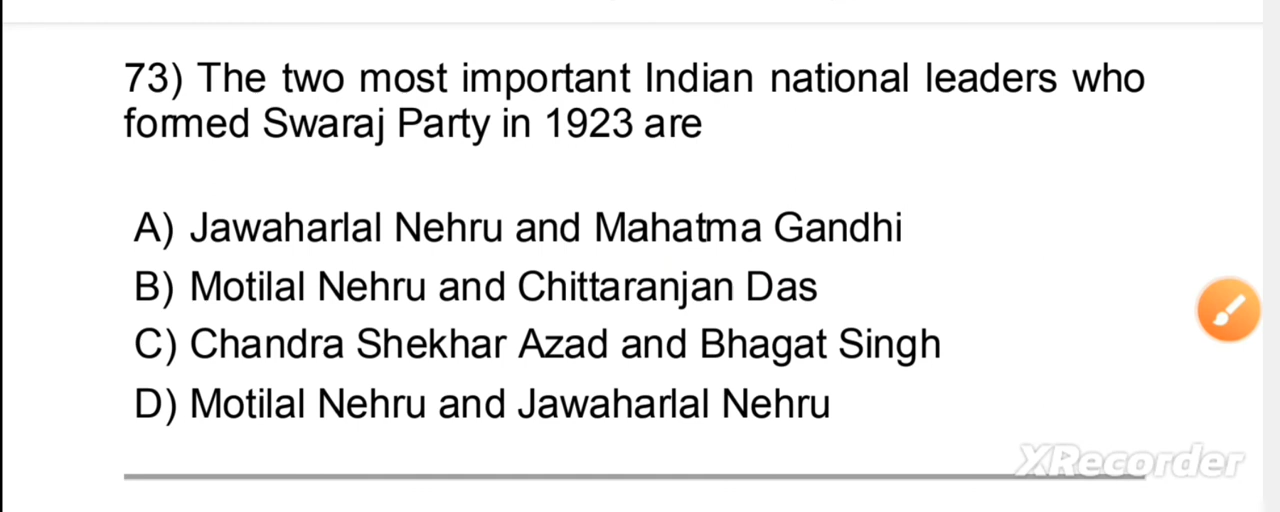 73) The two most important Indian national leaders who
formed Swaraj Party in 1923 are
A) Jawaharlal Nehru and Mahatma Gandhi
B) Motilal Nehru and Chittaranjan Das
C) Chandra Shekhar Azad and Bhagat Singh
D) Motilal Nehru and Jawaharlal Nehru
XRecorder